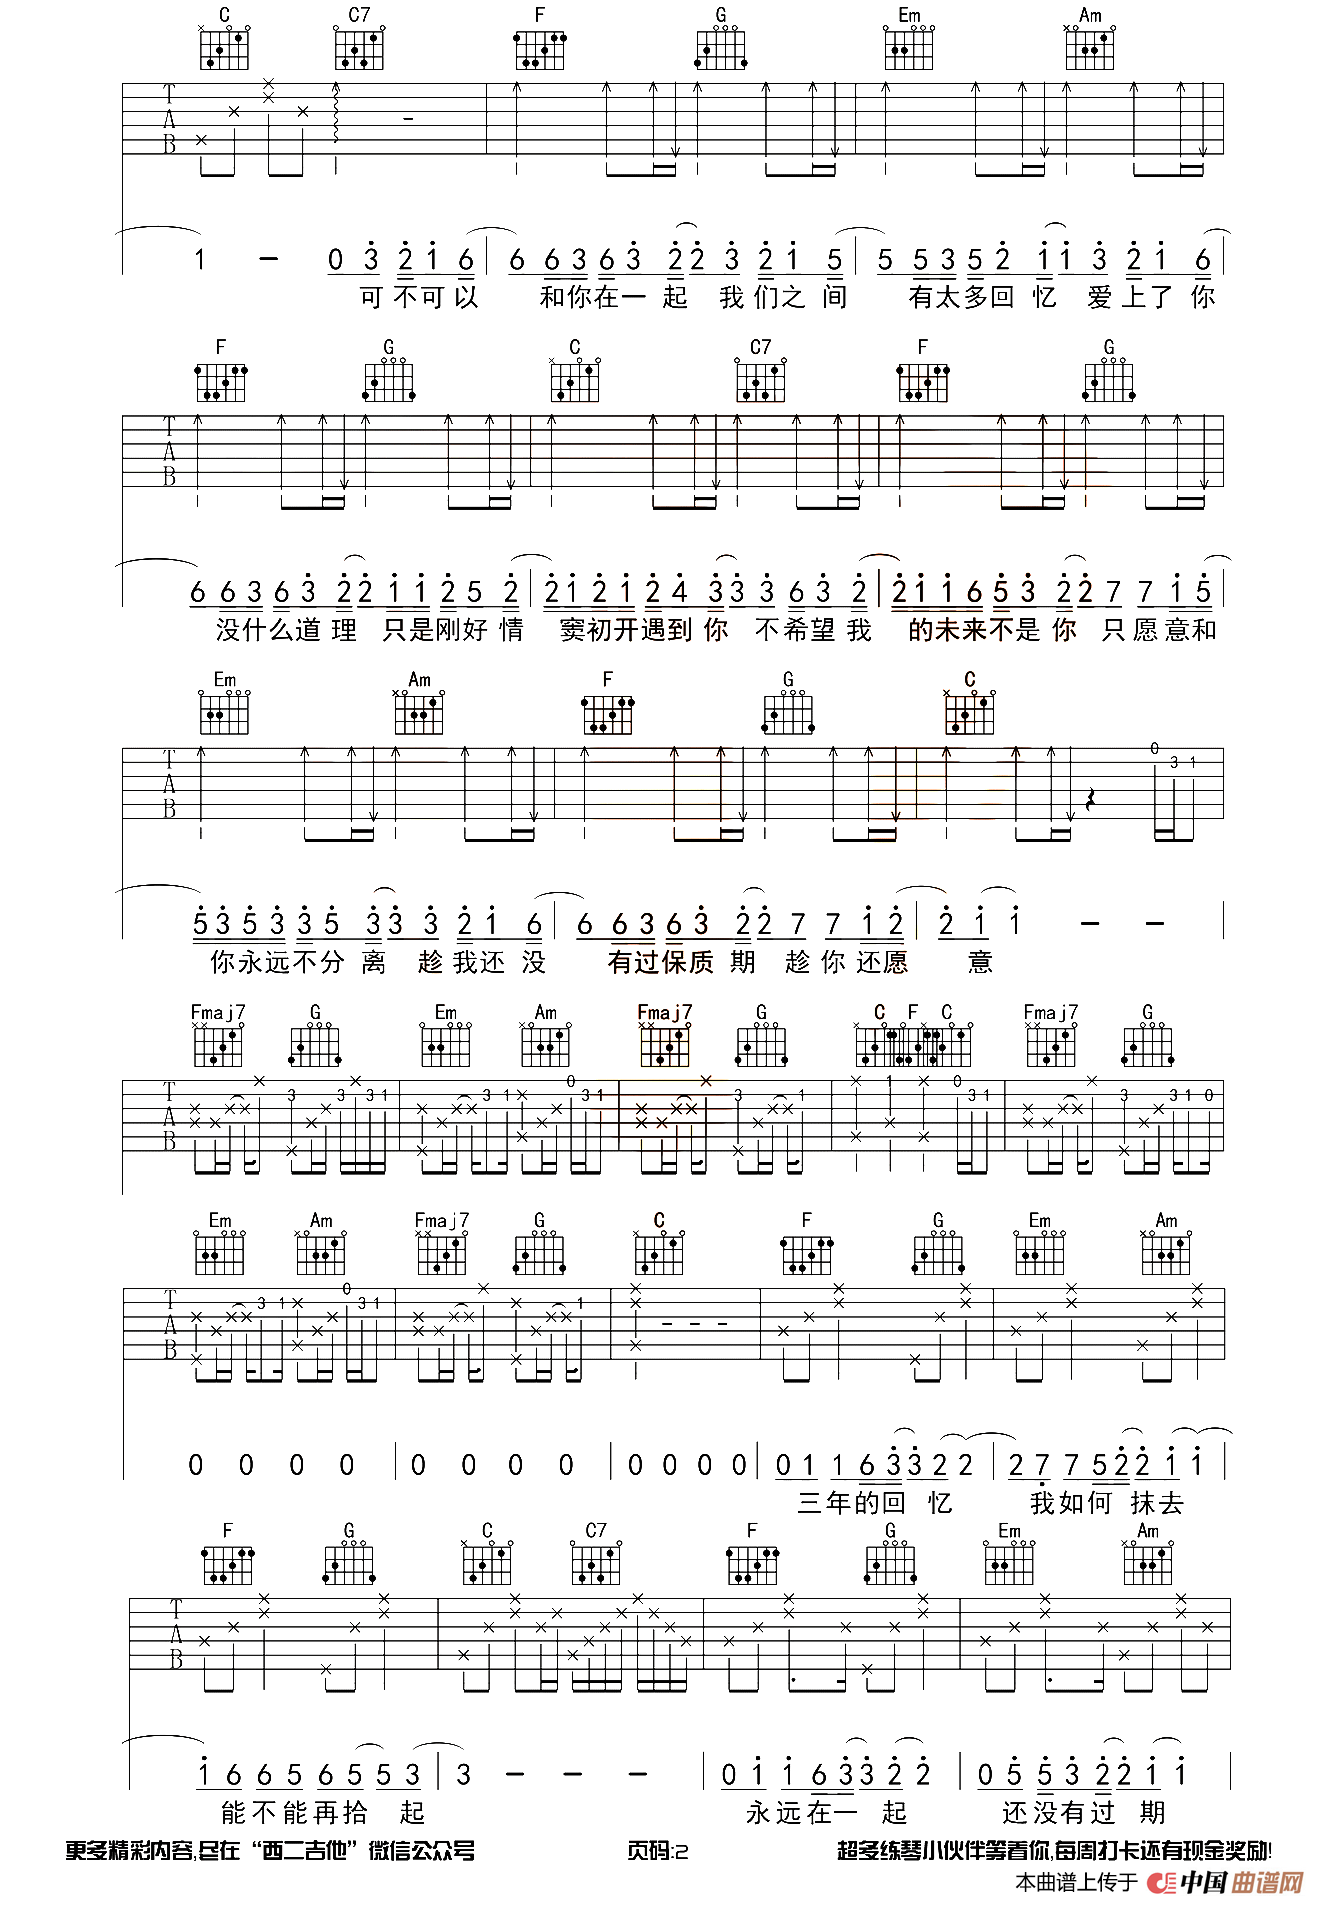 C C7 F G Em Am
T
A
B
1 - 0 3 2 1 6 | 6 6 3 6 3 2 2 3 2 1 5 | 5 5 3 5 2 1 1 3 2 1 6
可不可以 和你在一起 我们之间 有太多回忆 爱上了你
F G C C7 F G
T
A
B
6 6 3 6 3 2 2 1 1 2 5 2 | 2 1 2 1 2 4 3 3 3 6 3 2 | 2 1 1 6 5 3 2 2 7 7 1 5
没什么道理 只是刚好情 窦初开遇到你 不希望我 的未来不是你 只愿意和
Em Am F G C
T
A
B
0 3 1
5 3 5 3 3 5 3 3 3 2 1 6 | 6 6 3 6 3 2 2 7 7 1 2 | 2 1 1 - -
你永远不分离 趁我还没 有过保质期 趁你还愿 意
Fmaj7 G Em Am Fmaj7 G C F C Fmaj7 G
T
A
B
3 3 3 1 3 1 0 3 1 3 1 1 0 3 1 3 3 1 0
Em Am Fmaj7 G C F G Em Am
T
A
B
3 1 0 3 1 1 - - -
0 0 0 0 | 0 0 0 0 | 0 0 0 0 | 0 1 1 6 3 3 2 2 | 2 7 7 5 2 2 1 1
三年的回忆 我如何抹去
F G C C7 F G Em Am
T
A
B
1 6 6 5 6 5 5 3 | 3 - - - | 0 1 1 6 3 3 2 2 | 0 5 5 3 2 2 1 1
能不能再拾起 永远在一起 还没有过期
更多精彩内容,尽在“西二吉他”微信公众号 页码:2 超多练琴小伙伴等着你,每周打卡还有现金奖励!
本曲谱上传于 中国曲谱网